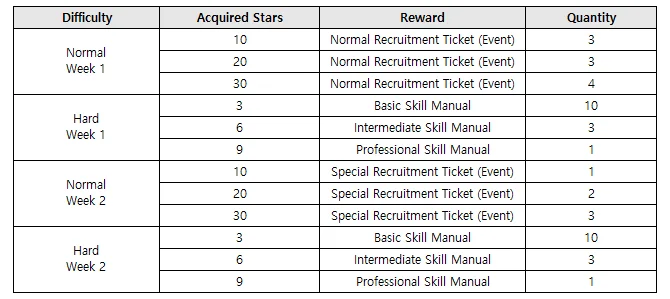 Difficulty Acquired Stars Reward Quantity
Normal
Week 1
10 Normal Recruitment Ticket (Event) 3
20 Normal Recruitment Ticket (Event) 3
30 Normal Recruitment Ticket (Event) 4
Hard
Week 1
3 Basic Skill Manual 10
6 Intermediate Skill Manual 3
9 Professional Skill Manual 1
Normal
Week 2
10 Special Recruitment Ticket (Event) 1
20 Special Recruitment Ticket (Event) 2
30 Special Recruitment Ticket (Event) 3
Hard
Week 2
3 Basic Skill Manual 10
6 Intermediate Skill Manual 3
9 Professional Skill Manual 1